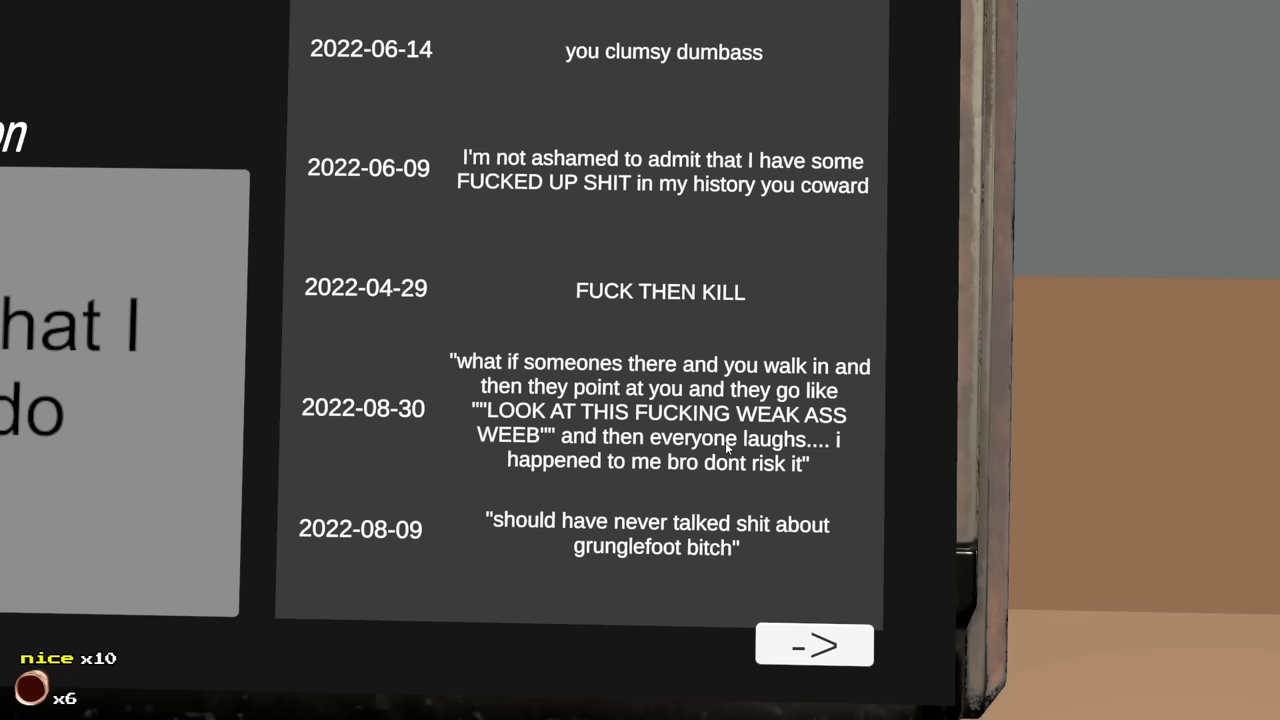 2022-06-14
you clumsy dumbass
on
2022-06-09
I'm not ashamed to admit that I have some
FUCKED UP SHIT in my history you coward
hat I
do
2022-04-29
FUCK THEN KILL
2022-08-30
"what if someones there and you walk in and
then they point at you and they go like
""LOOK AT THIS FUCKING WEAK ASS
WEEB"" and then everyone laughs.... i
happened to me bro dont risk it"
2022-08-09
"should have never talked shit about
grunglefoot bitch"
->
nice x10
x6